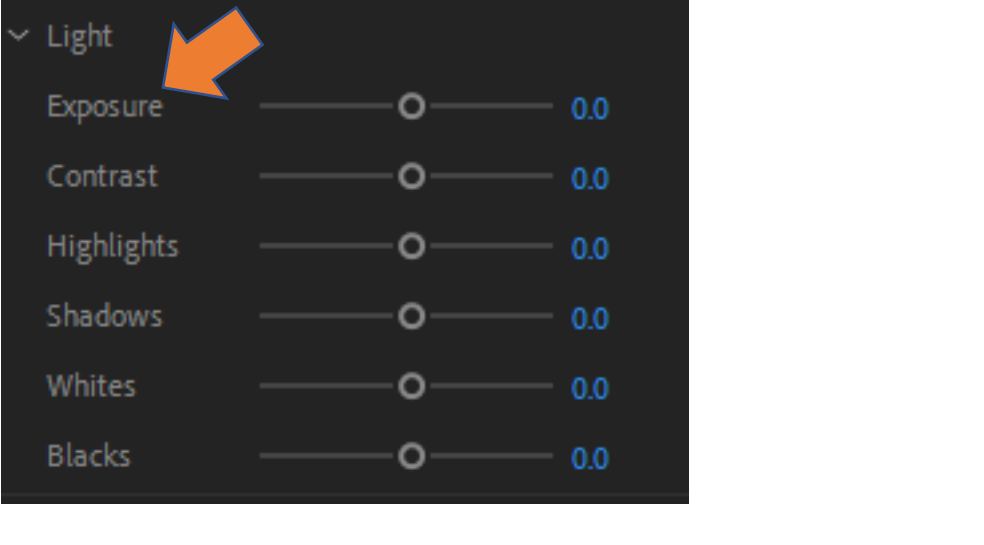 Light
Exposure 0.0
Contrast 0.0
Highlights 0.0
Shadows 0.0
Whites 0.0
Blacks 0.0